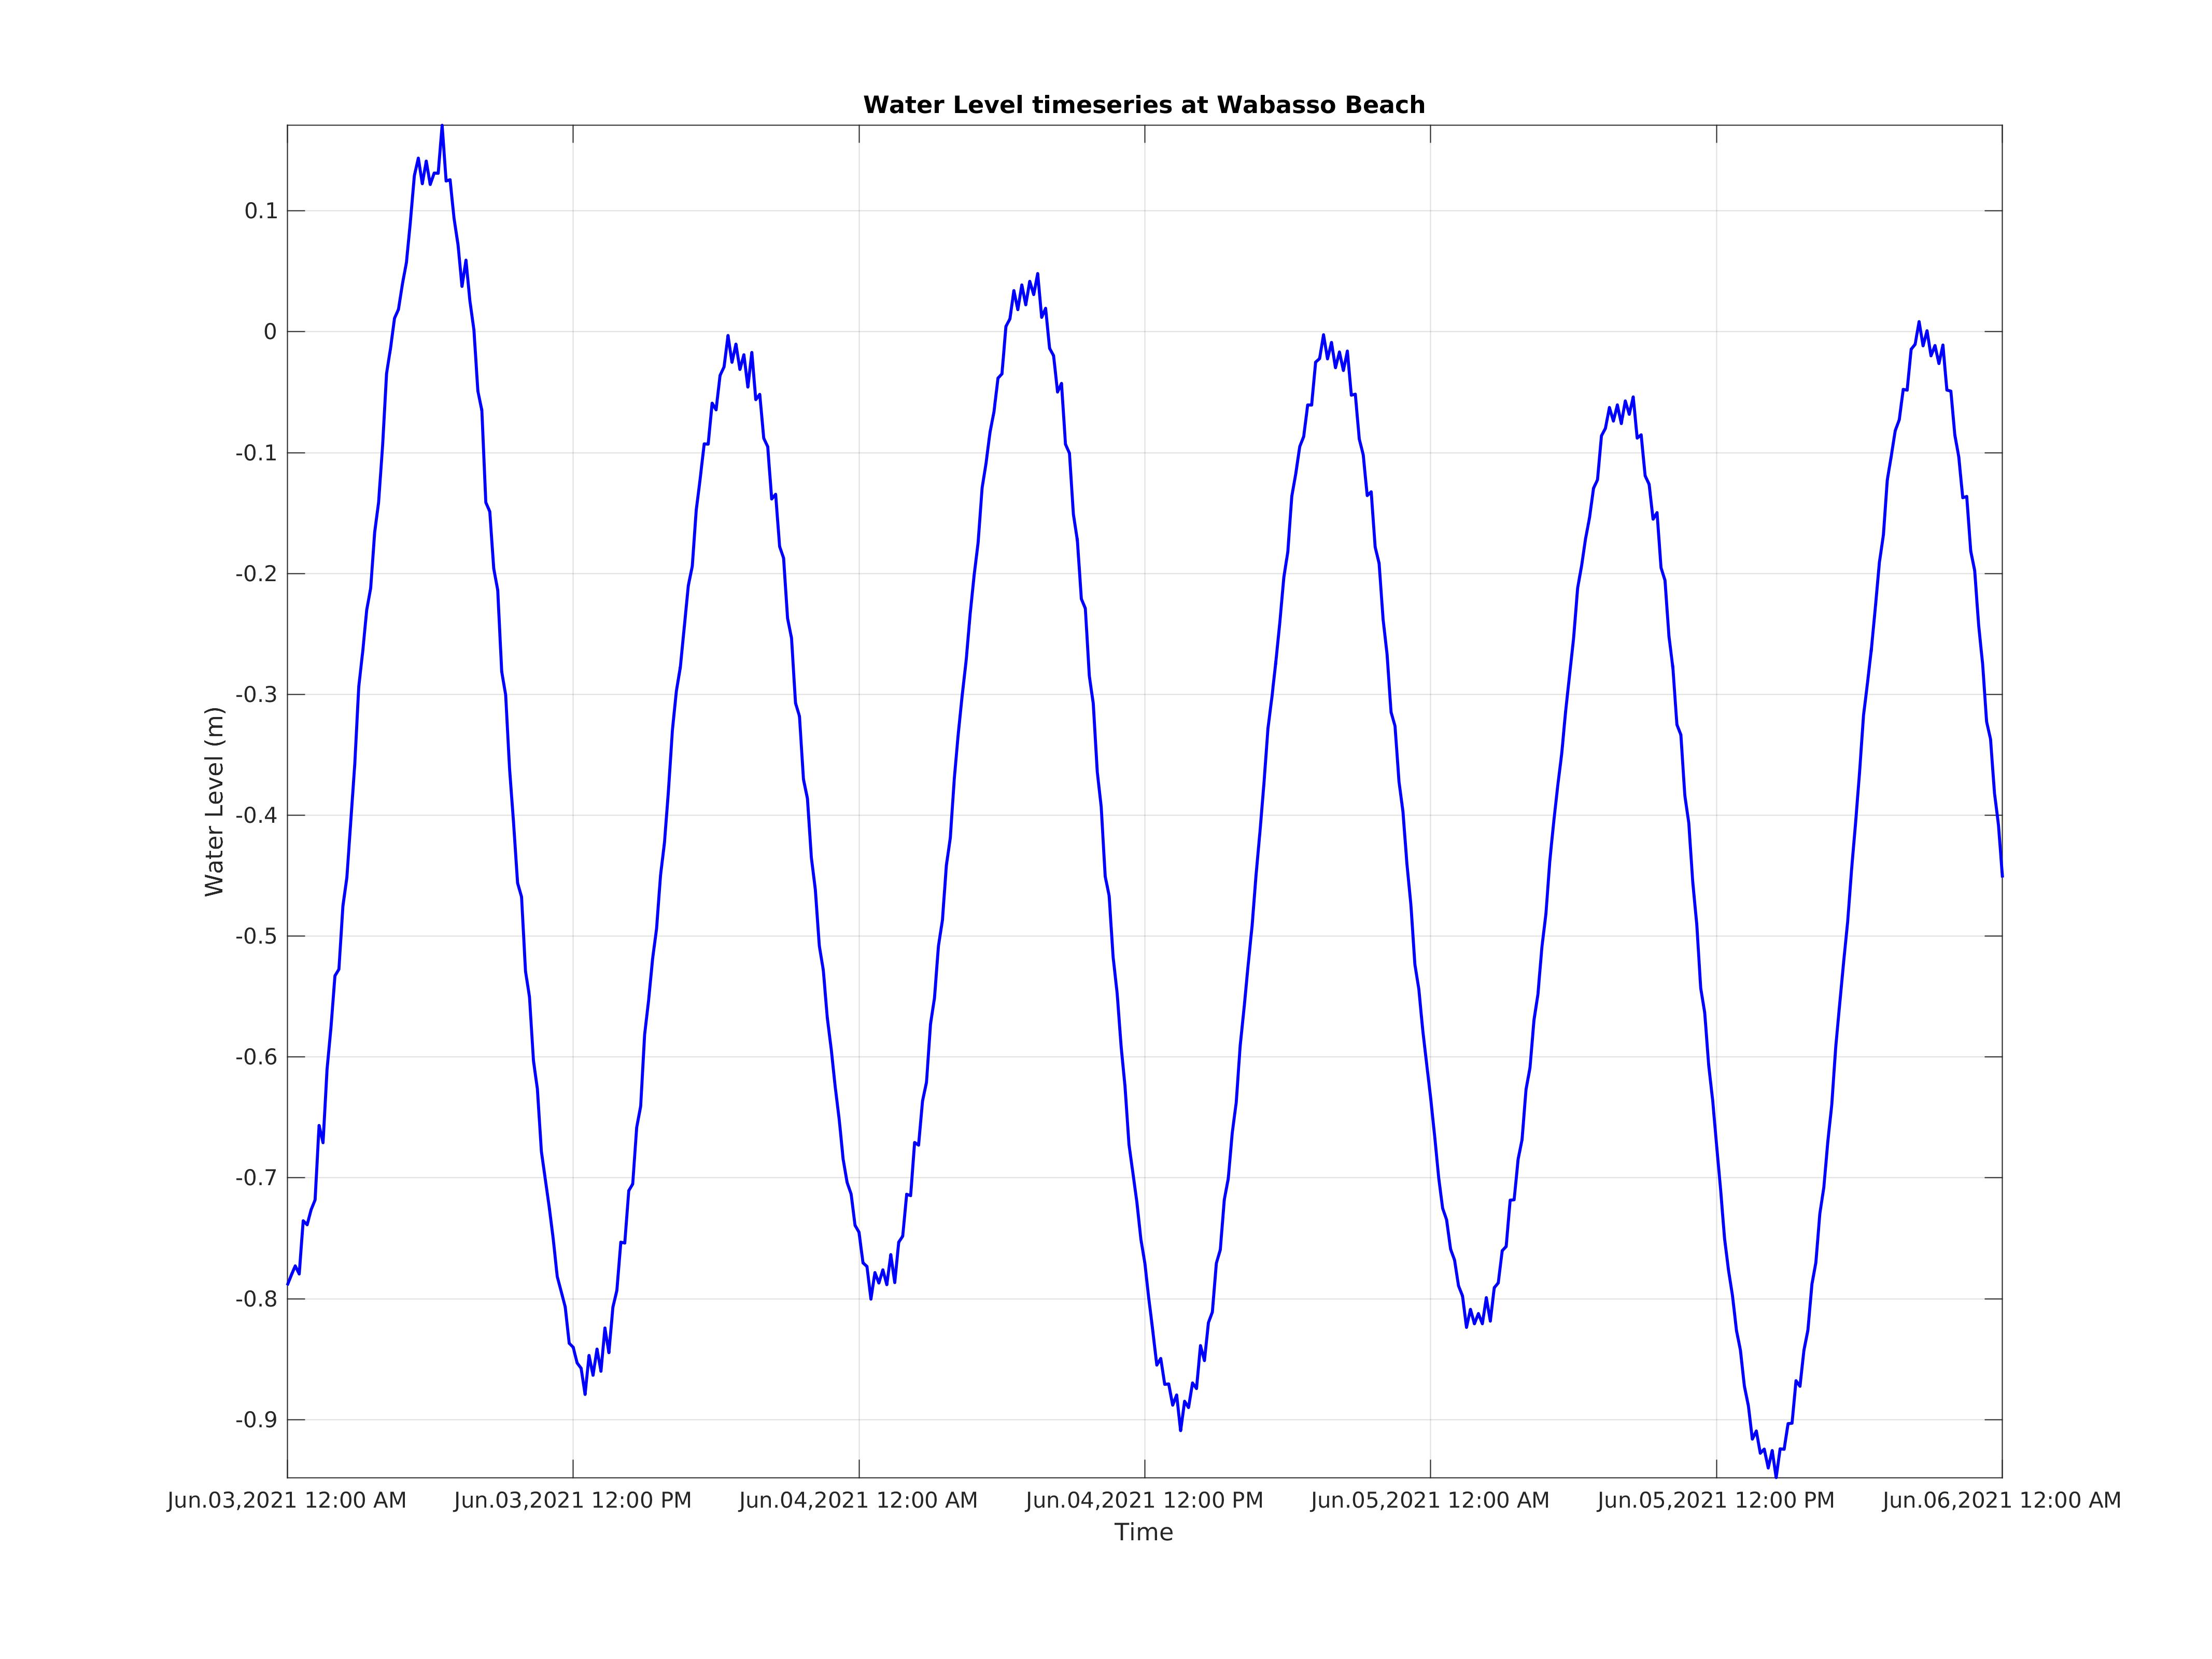 Water Level timeseries at Wabasso Beach
0.1
0
-0.1
-0.2
-0.3
-0.4
-0.5
-0.6
-0.7
-0.8
-0.9
Water Level (m)
Jun.03,2021 12:00 AM Jun.03,2021 12:00 PM Jun.04,2021 12:00 AM Jun.04,2021 12:00 PM Jun.05,2021 12:00 AM Jun.05,2021 12:00 PM Jun.06,2021 12:00 AM
Time